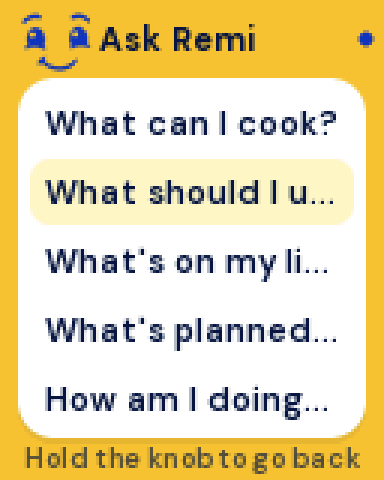 Ask Remi
What can I cook?
What should I u...
What's on my li...
What's planned...
How am I doing...
Hold the knob to go back